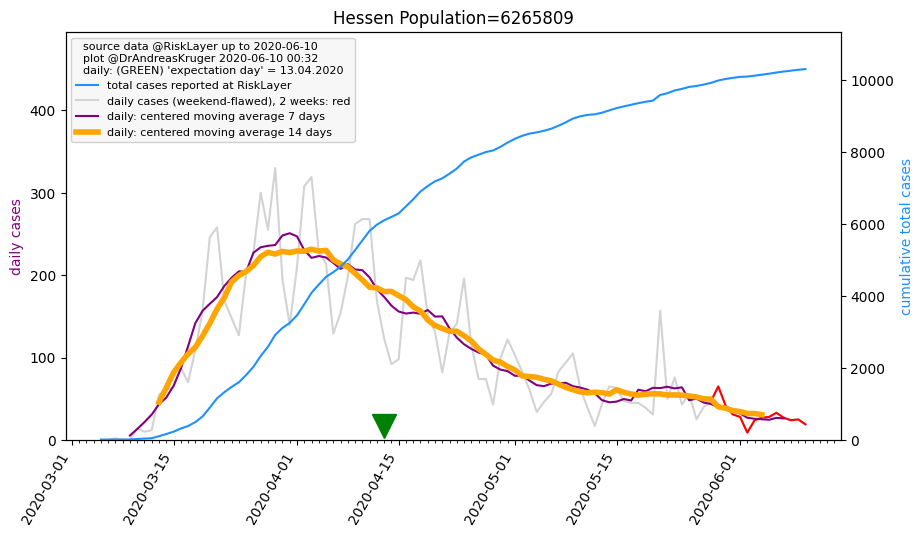 Hessen Population=6265809
source data @RiskLayer up to 2020-06-10
plot @DrAndreasKruger 2020-06-10 00:32
daily: (GREEN) 'expectation day' = 13.04.2020
total cases reported at RiskLayer
daily cases (weekend-flawed), 2 weeks: red
daily: centered moving average 7 days
daily: centered moving average 14 days
daily cases
400
300
200
100
0
cumulative total cases
10000
8000
6000
4000
2000
0
2020-03-01
2020-03-15
2020-04-01
2020-04-15
2020-05-01
2020-05-15
2020-06-01